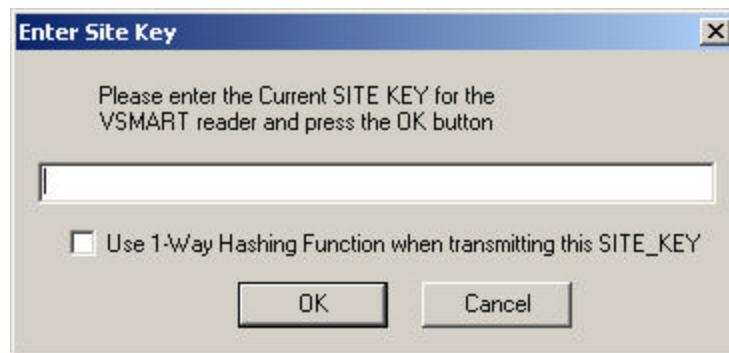 Enter Site Key
Please enter the Current SITE KEY for the
VSMART reader and press the OK button
Use 1-Way Hashing Function when transmitting this SITE_KEY
OK
Cancel